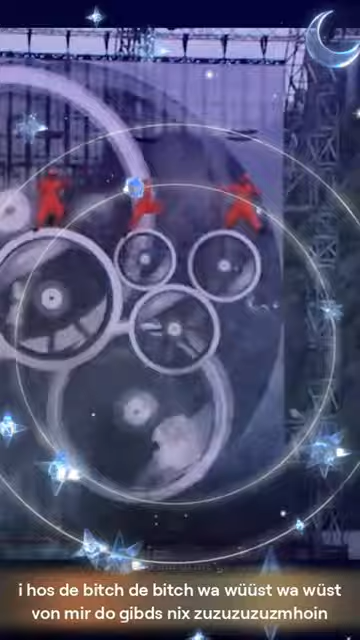 i hos de bitch de bitch wa wüüst wa wüst
von mir do gibds nix zuzuzuzuzmhoin